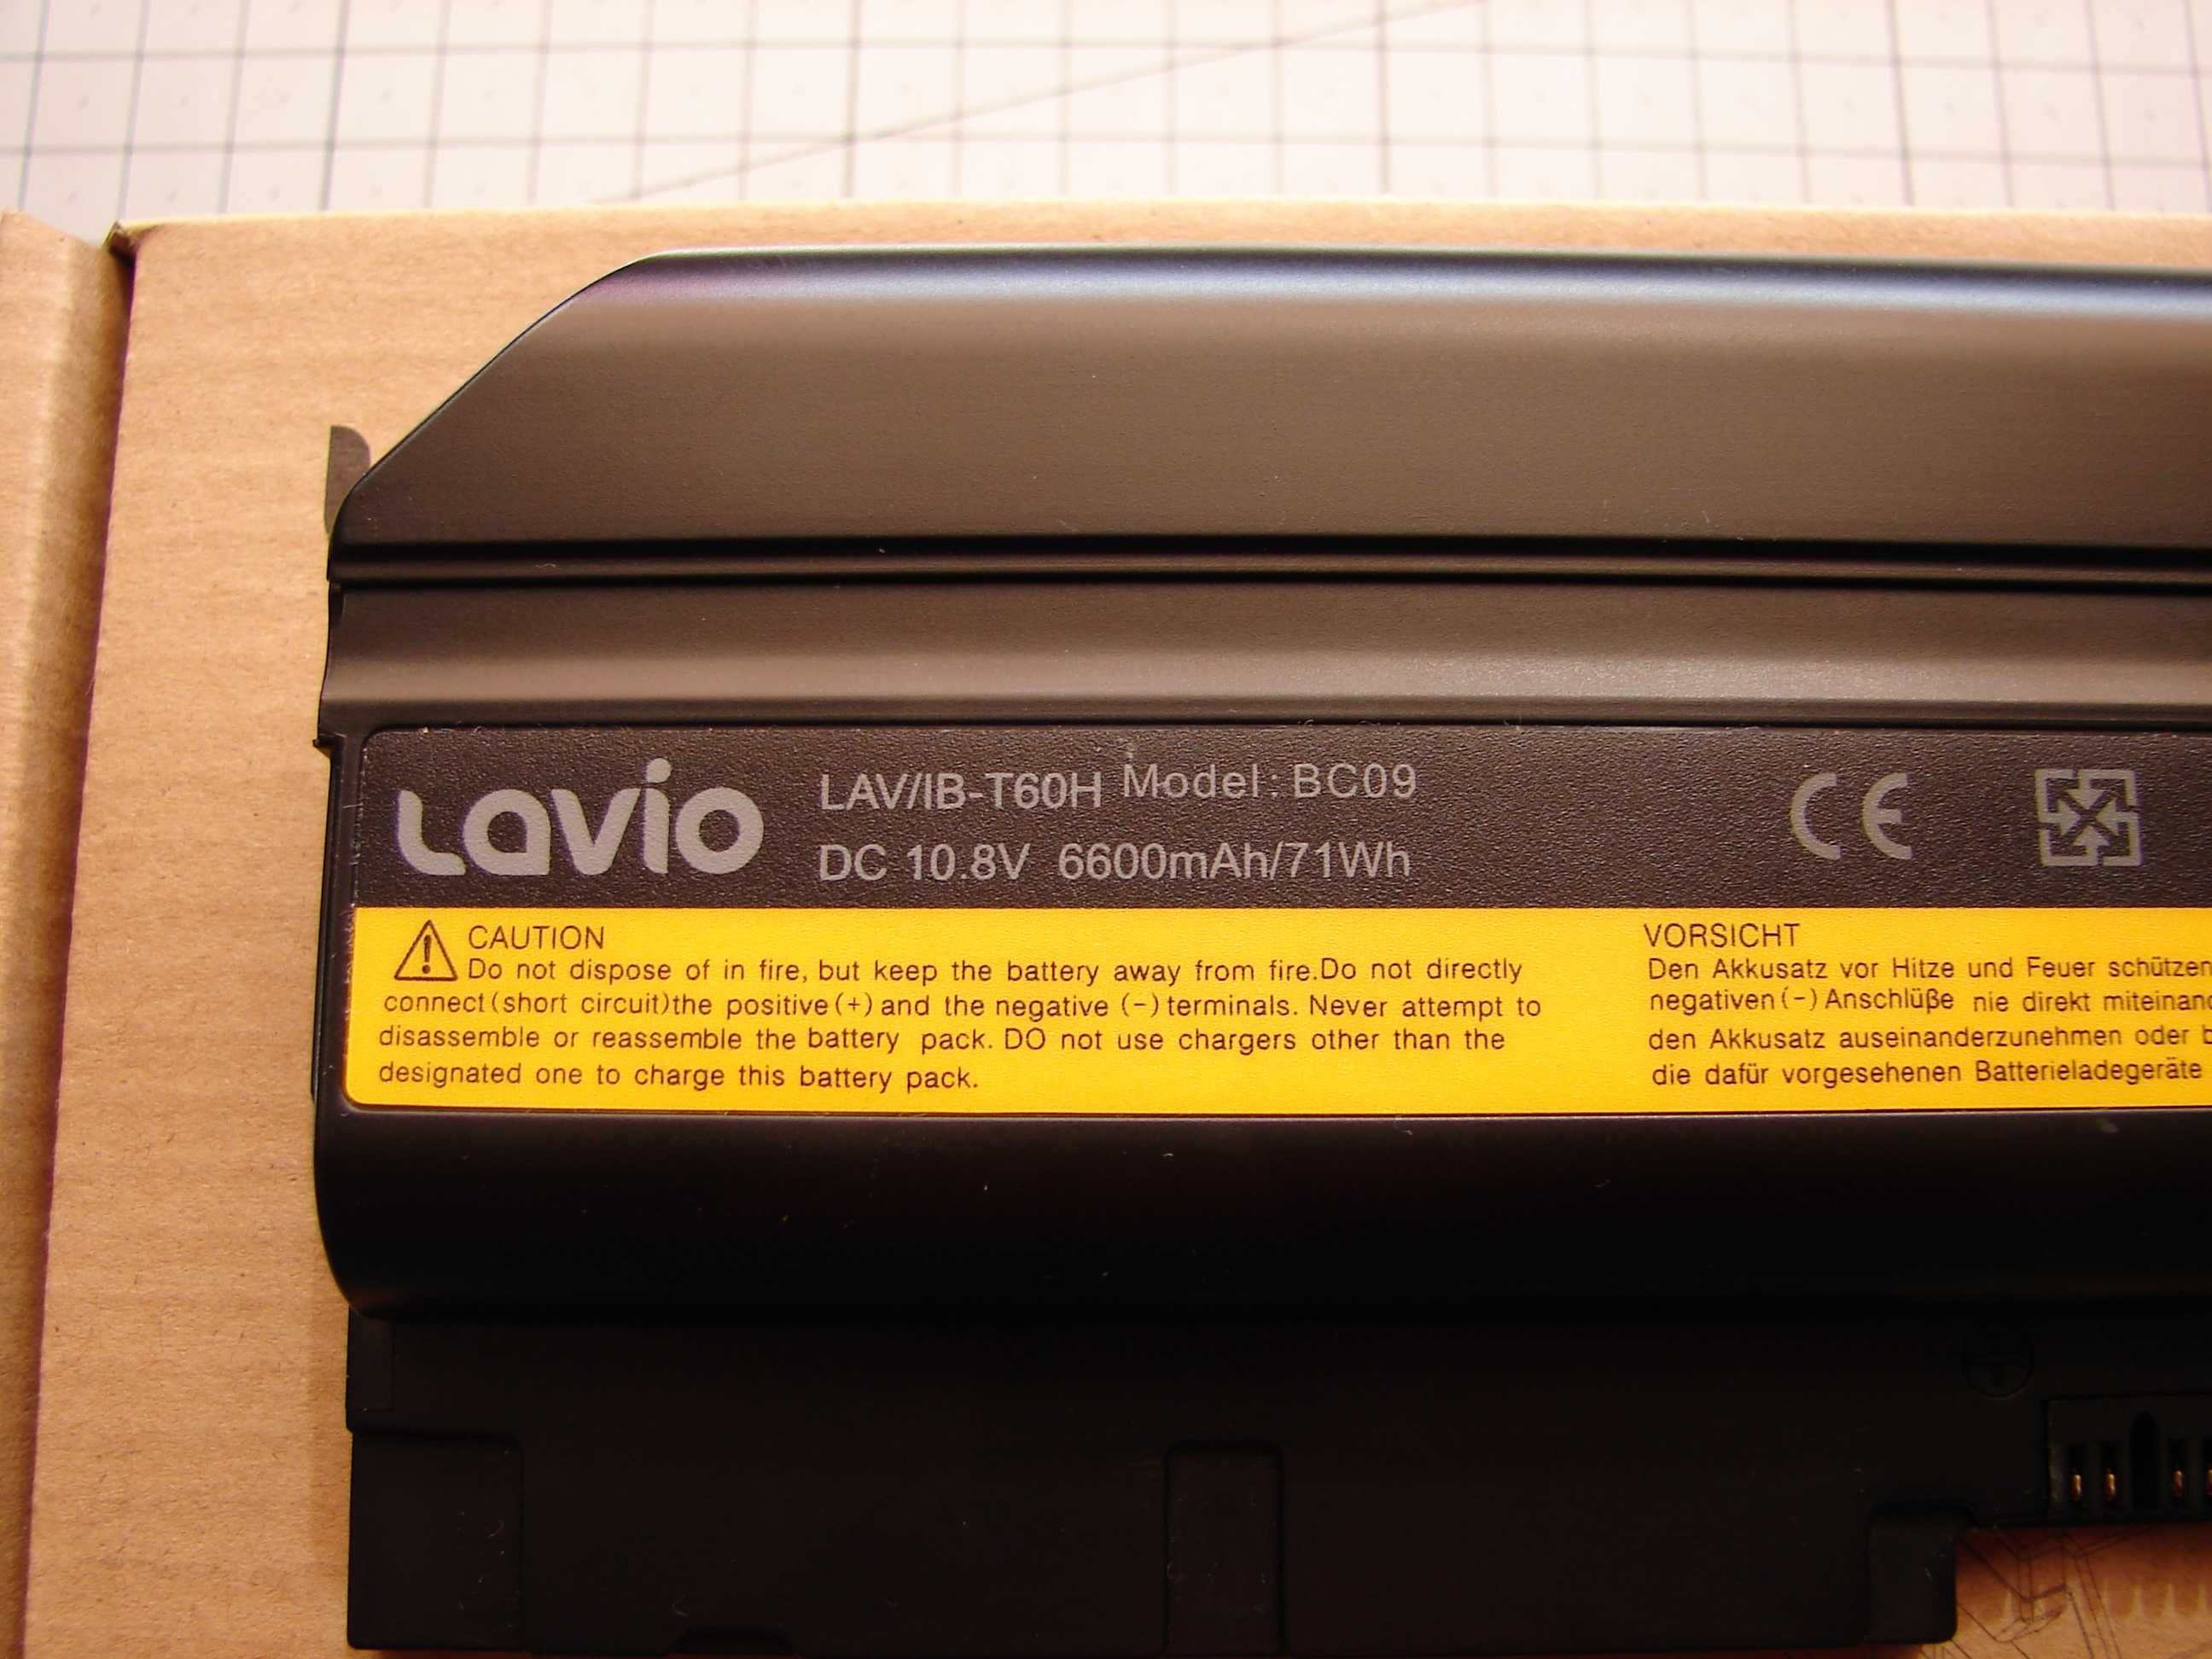 Lavio
LAV/IB-T60H Model: BC09
DC 10.8V 6600mAh/71Wh
CE
CAUTION
Do not dispose of in fire, but keep the battery away from fire.Do not directly
connect(short circuit)the positive(+)and the negative (-)terminals. Never attempt to
disassemble or reassemble the battery pack. DO not use chargers other than the
designated one to charge this battery pack.
VORSICHT
Den Akkusatz vor Hitze und Feuer schützen
negativen(-)Anschlüße nie direkt miteinand
den Akkusatz auseinanderzunehmen oder b
die dafür vorgesehenen Batterieladegeräte